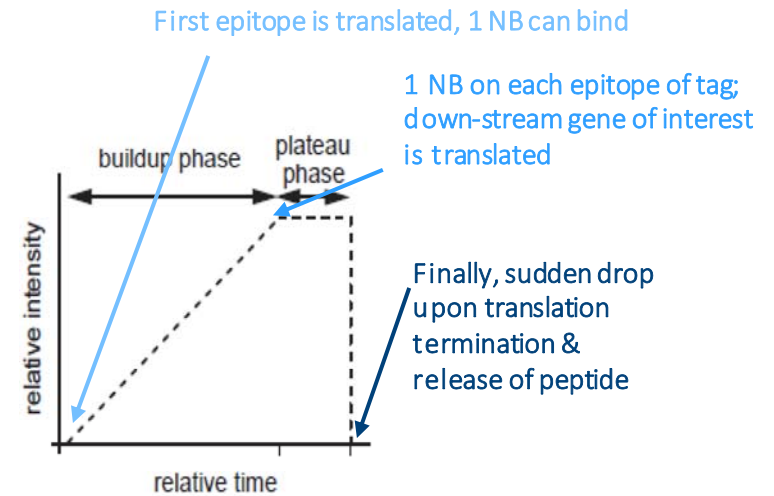 First epitope is translated, 1 NB can bind
1 NB on each epitope of tag;
down-stream gene of interest
is translated
buildup phase
plateau
phase
relative intensity
Finally, sudden drop
upon translation
termination &
release of peptide
relative time